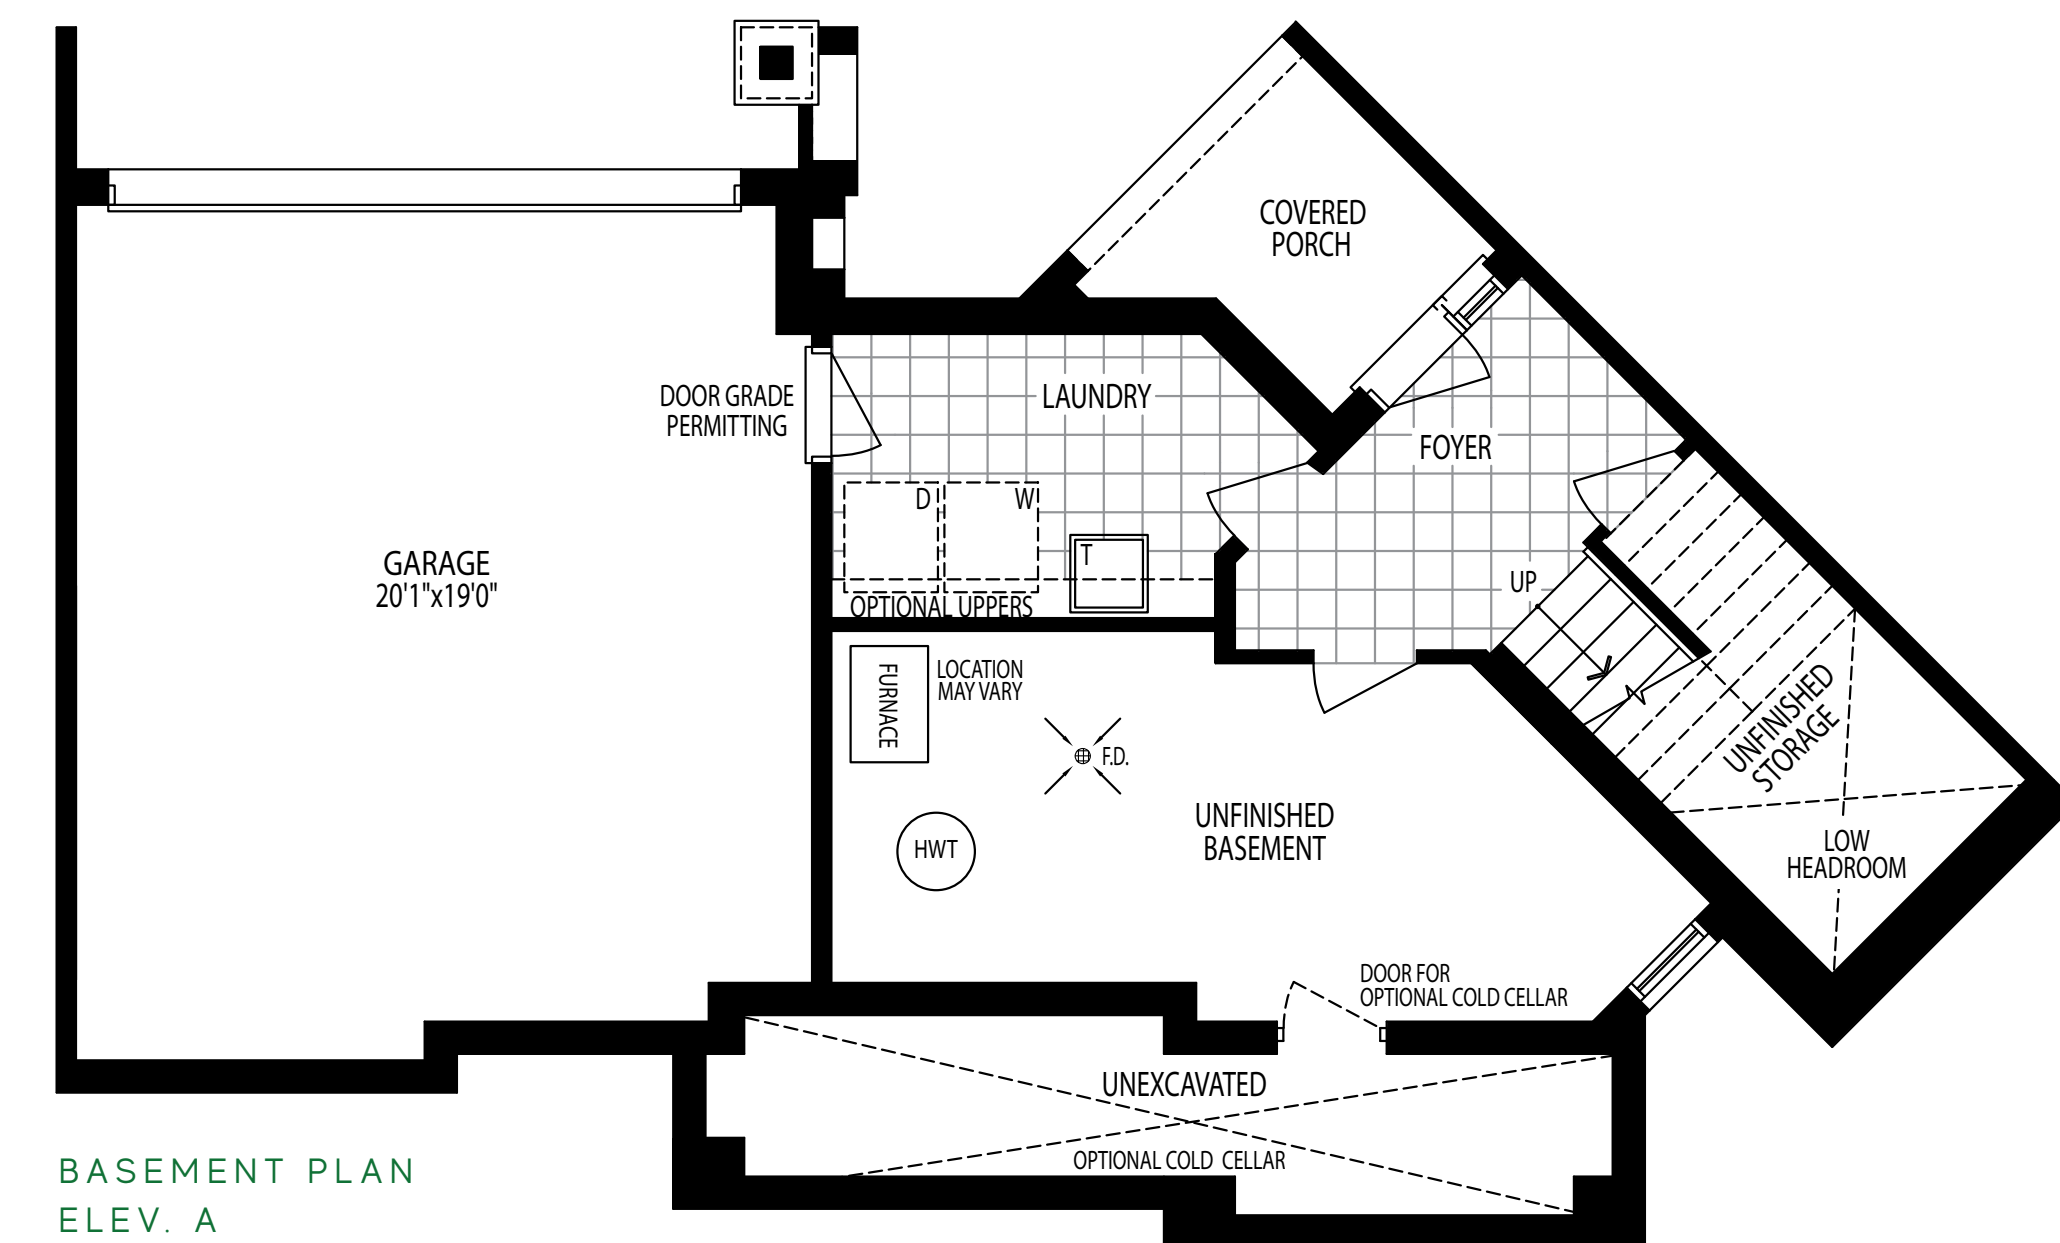 COVERED
PORCH
DOOR GRADE
PERMITTING
LAUNDRY
FOYER
D
W
T
GARAGE
20'1"x19'0"
OPTIONAL UPPERS
UP
FURNACE
LOCATION
MAY VARY
F.D.
UNFINISHED
STORAGE
HWT
UNFINISHED
BASEMENT
LOW
HEADROOM
DOOR FOR
OPTIONAL COLD CELLAR
UNEXCAVATED
OPTIONAL COLD CELLAR
BASEMENT PLAN
ELEV. A